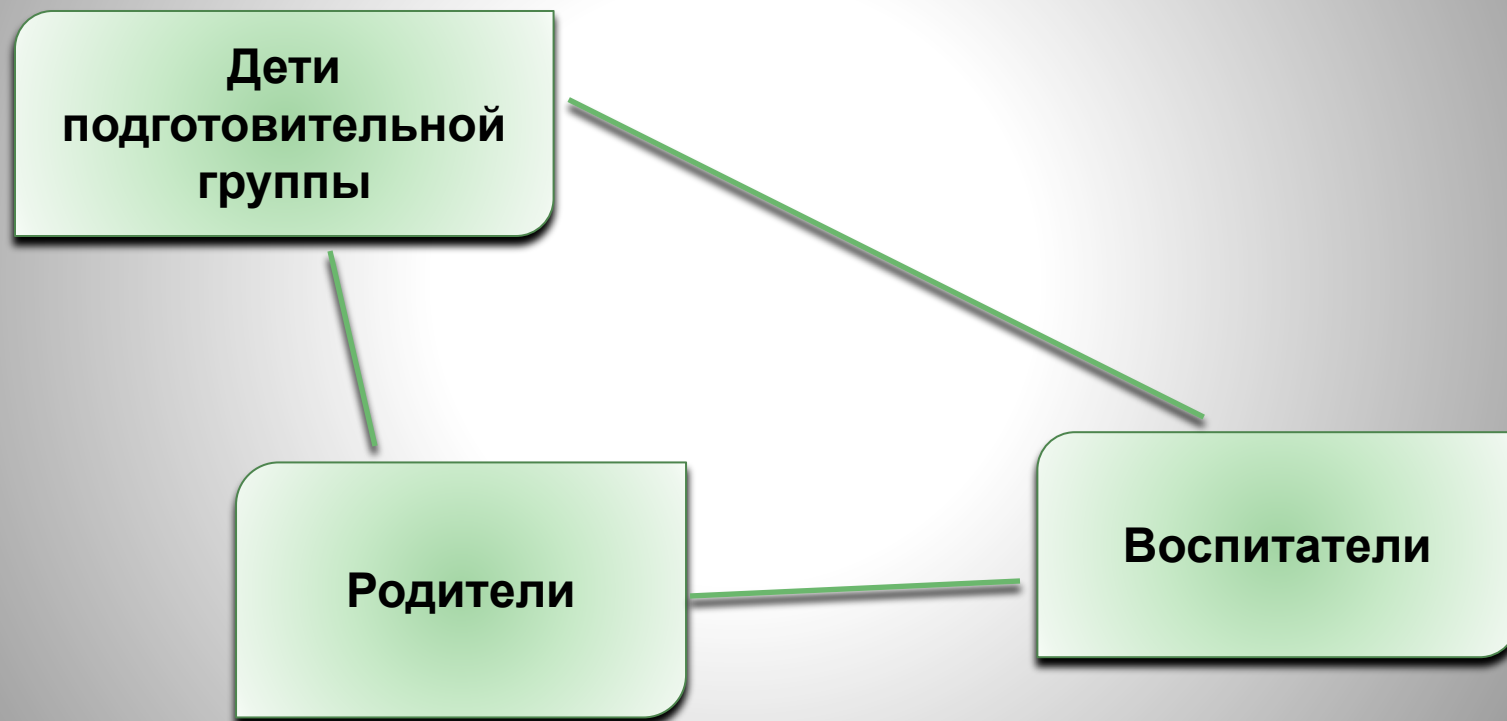 Дети
подготовительной
группы
Родители
Воспитатели